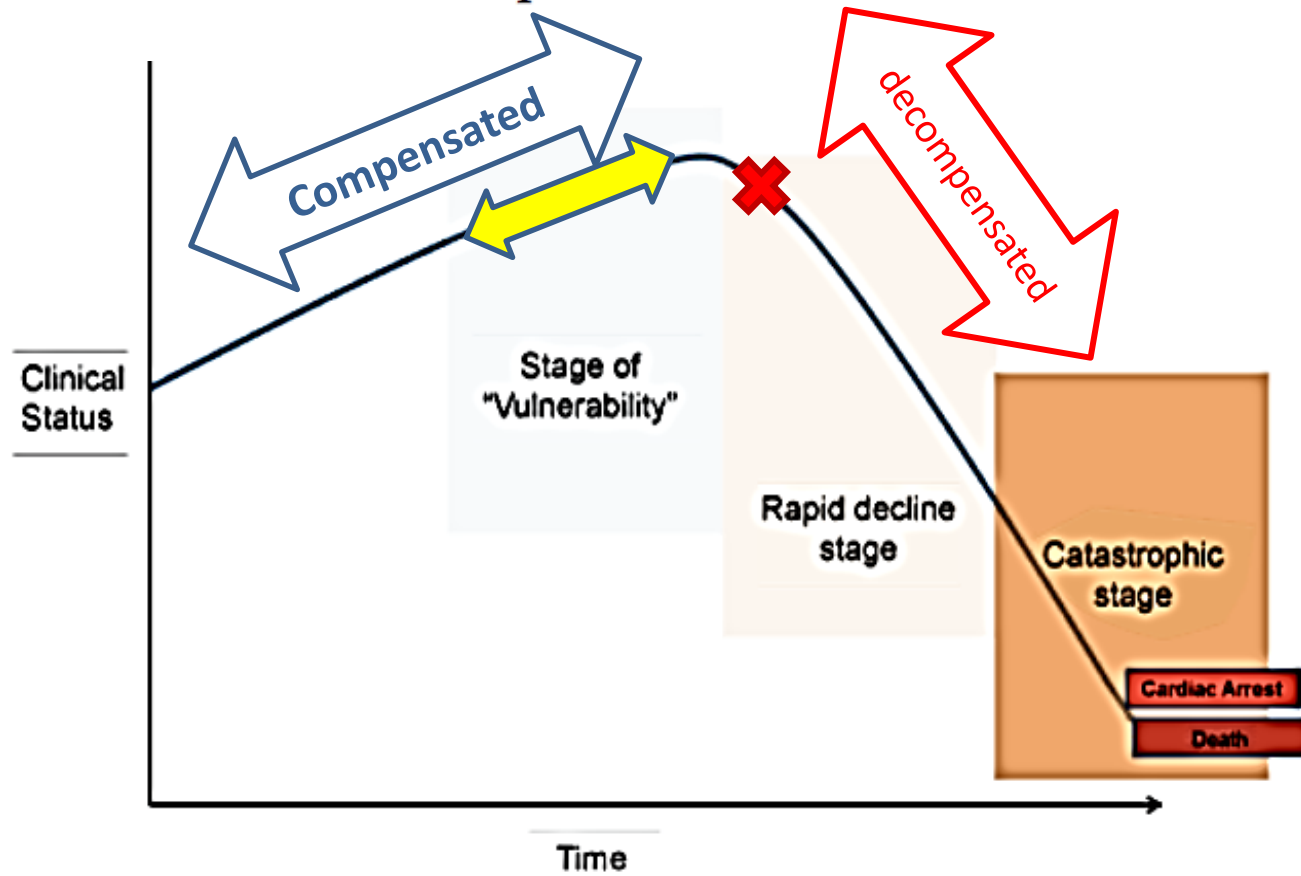 Compensated
decompensated
Clinical
Status
Stage of
“Vulnerability”
Rapid decline
stage
Catastrophic
stage
Cardiac Arrest
Death
Time